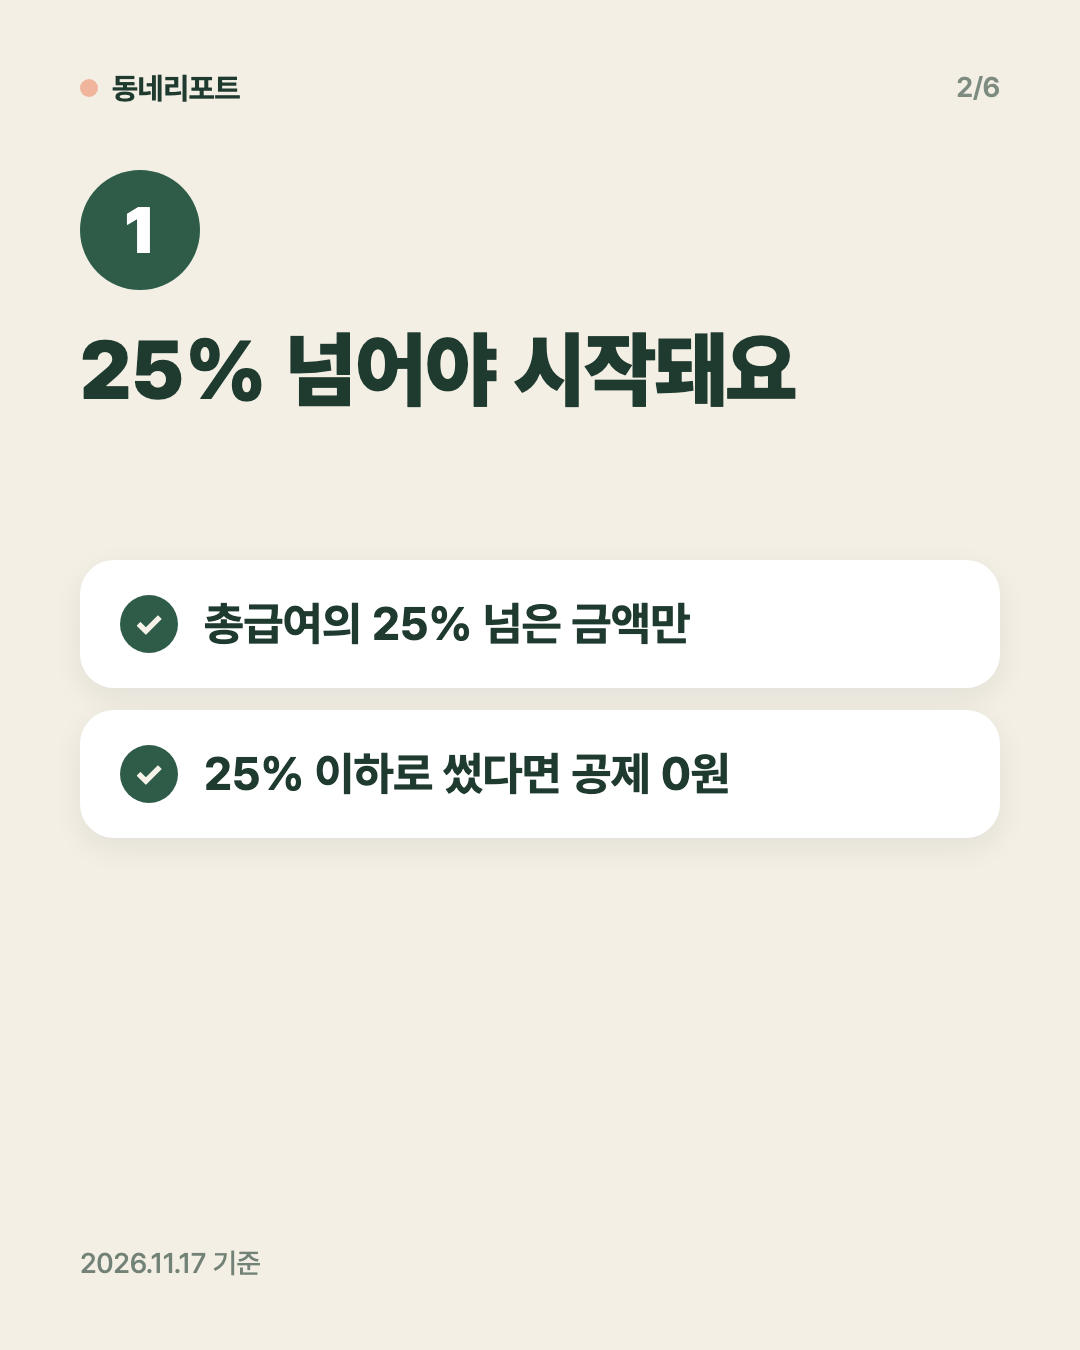 동네리포트
2/6
1
25% 넘어야 시작돼요
총급여의 25% 넘은 금액만
25% 이하로 썼다면 공제 0원
2026.11.17 기준